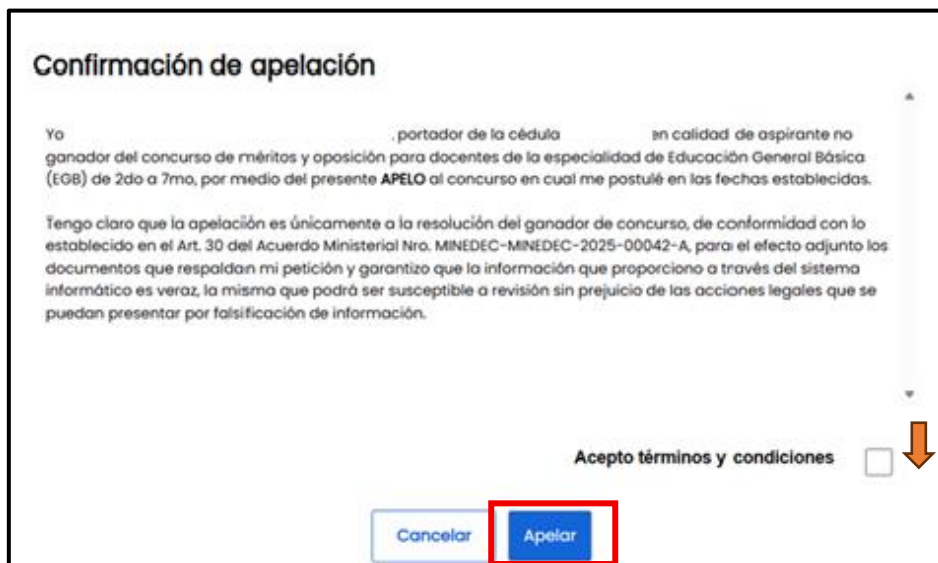 Confirmación de apelación
Yo , portador de la cédula en calidad de aspirante no
ganador del concurso de méritos y oposición para docentes de la especialidad de Educación General Básica
(EGB) de 2do a 7mo, por medio del presente APELO al concurso en cual me postulé en las fechas establecidas.
Tengo claro que la apelación es únicamente a la resolución del ganador de concurso, de conformidad con lo
establecido en el Art. 30 del Acuerdo Ministerial Nro. MINEDEC-MINEDEC-2025-00042-A, para el efecto adjunto los
documentos que respaldan mi petición y garantizo que la información que proporciono a través del sistema
informático es veraz, la misma que podrá ser susceptible a revisión sin prejuicio de las acciones legales que se
puedan presentar por falsificación de información.
Acepto términos y condiciones
Cancelar Apelar